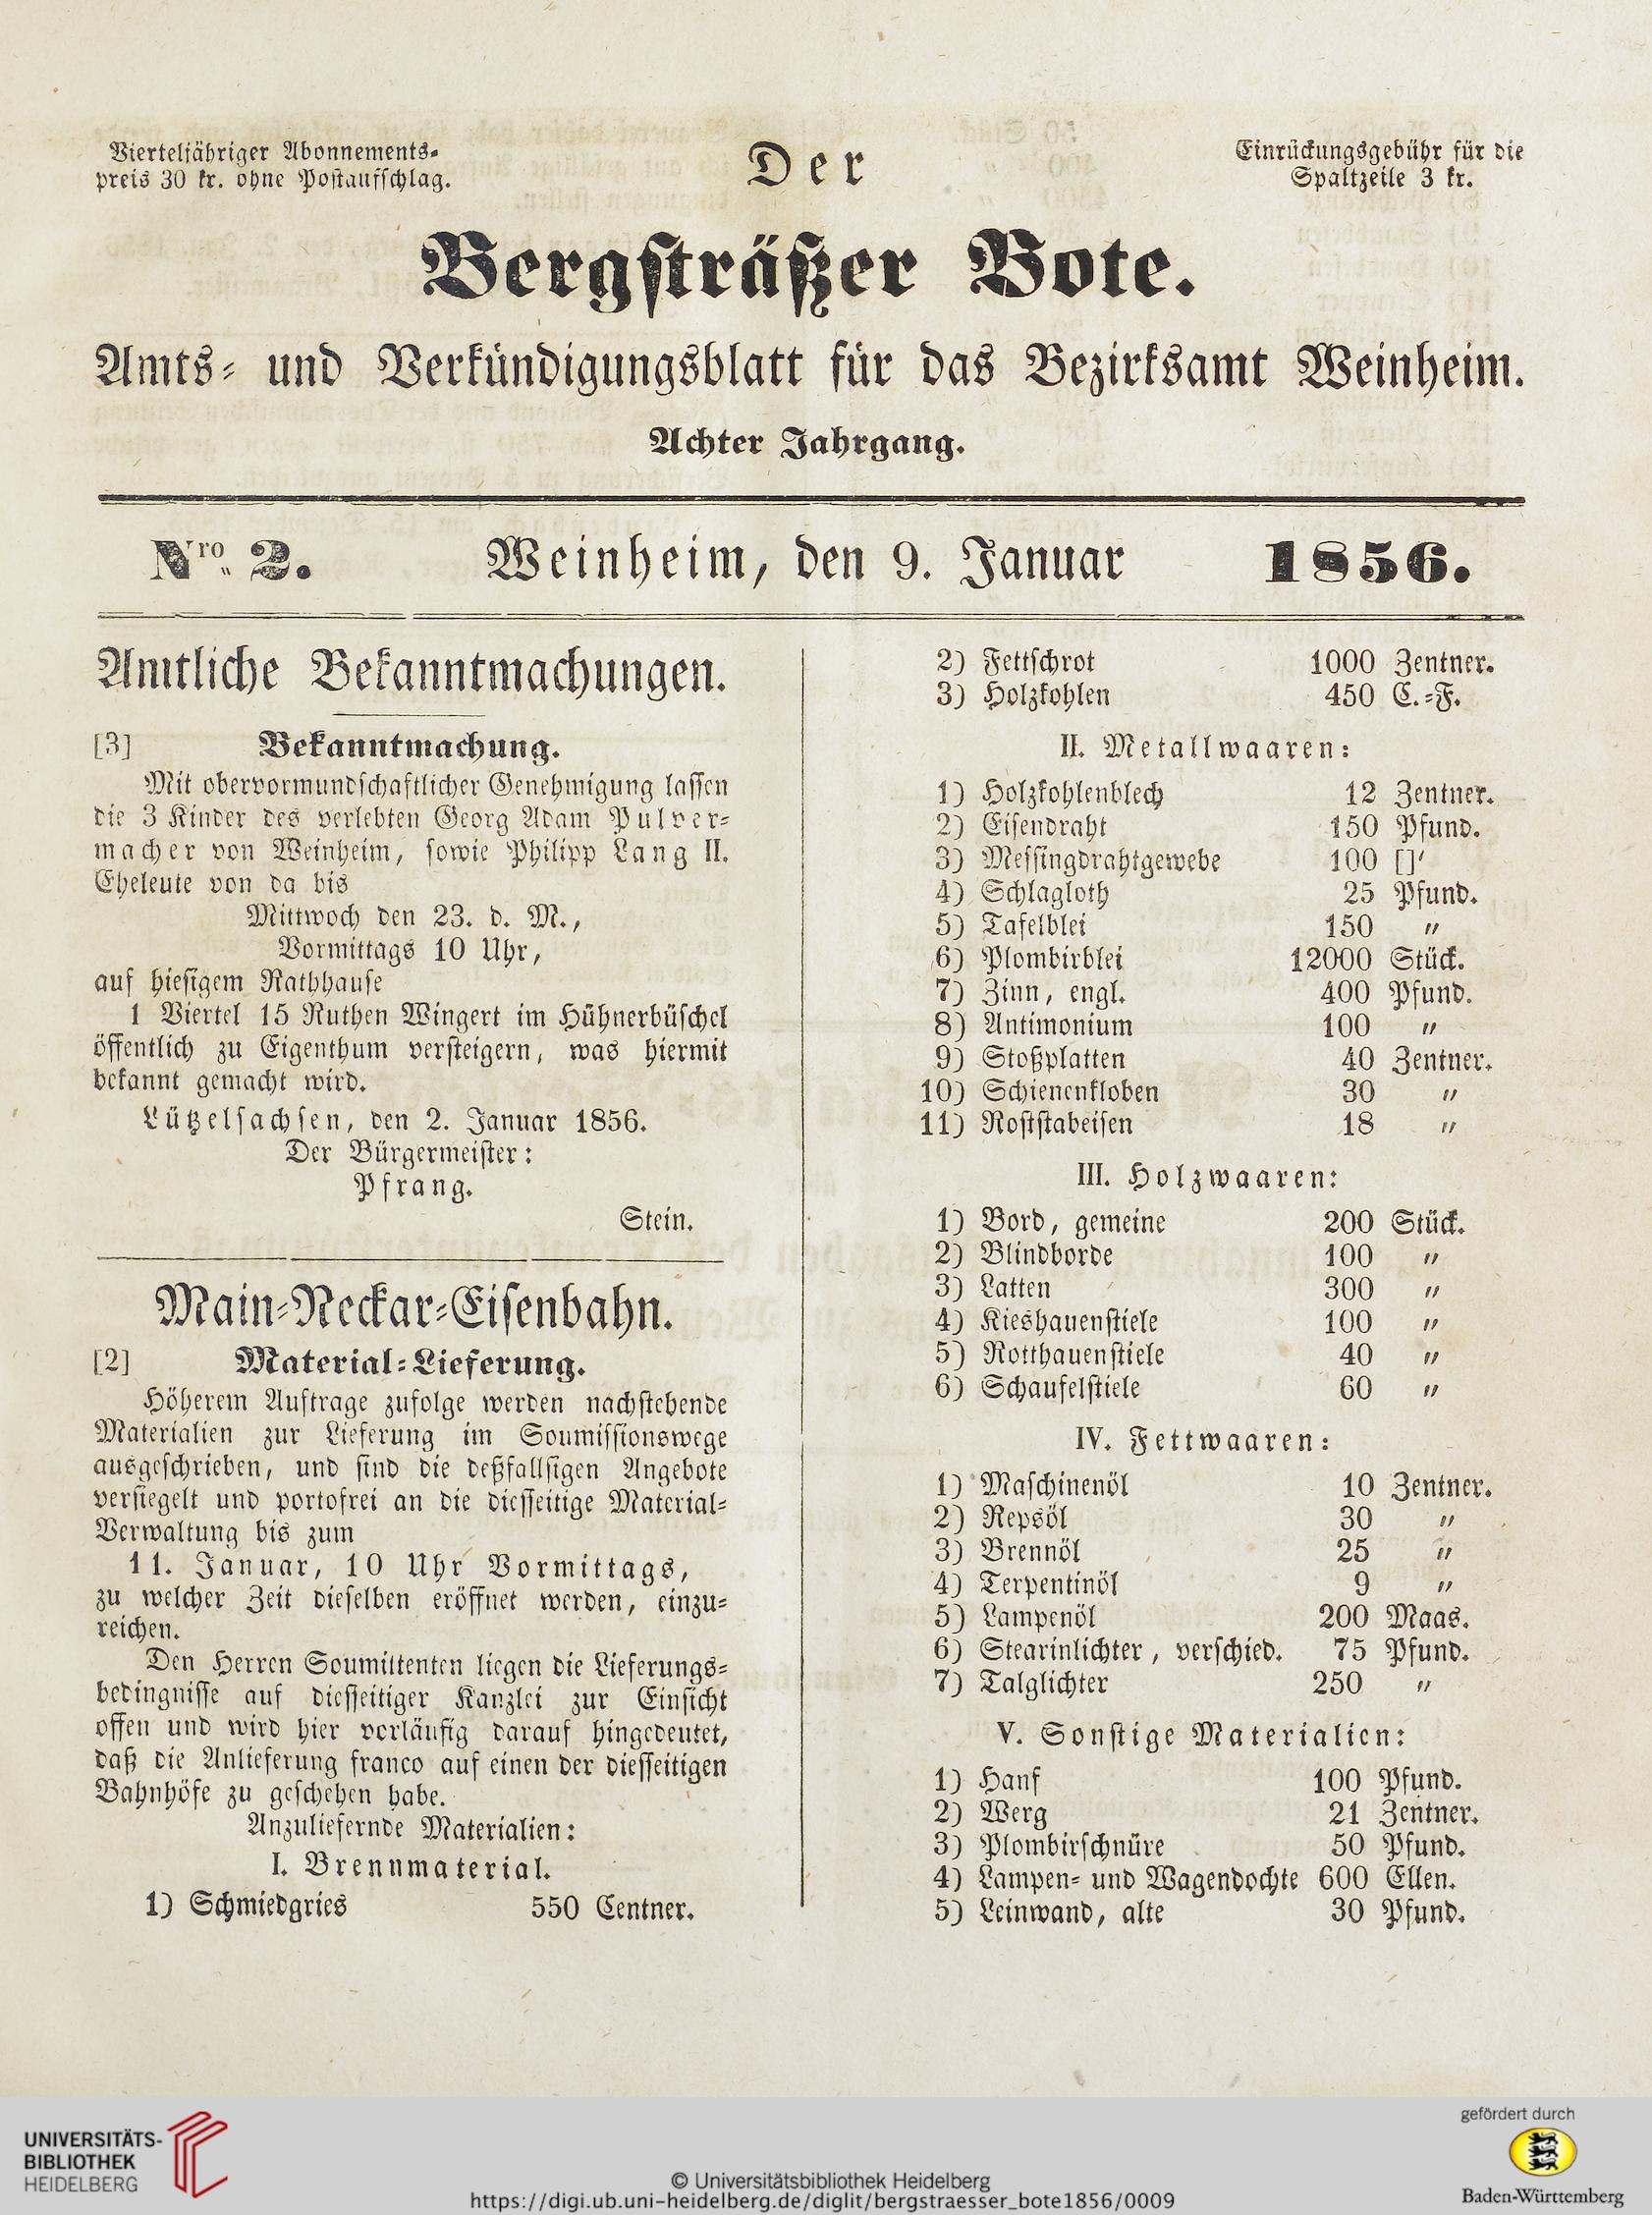 Vierteljähriger Abonnements-
preis 30 kr. ohne Postaufschlag.
Der
Einrückungsgebühr für die
Spaltzeile 3 kr.
Bergsträßer Bote.
Amts- und Verkündigungsblatt für das Bezirksamt Weinheim.
Achter Jahrgang.
Nro. 2. Weinheim, den 9. Januar 1856.
Amtliche Bekanntmachungen.
[3] Bekanntmachung.
Mit obervormundschaftlicher Genehmigung lassen
die 3 Kinder des verlebten Georg Adam Pulver-
macher von Weinheim, sowie Philipp Lang II.
Eheleute von da bis
Mittwoch den 23. d. M.,
Vormittags 10 Uhr,
auf hiesigem Rathhause
1 Viertel 15 Ruthen Wingert im Hühnerbüschel
öffentlich zu Eigenthum versteigern, was hiermit
bekannt gemacht wird.
Lützelsachsen, den 2. Januar 1856.
Der Bürgermeister:
Pfrang.
Stein.
Main-Neckar-Eisenbahn.
[2] Material-Lieferung.
Höherem Auftrage zufolge werden nachstehende
Materialien zur Lieferung im Soumissionswege
ausgeschrieben, und sind die deßfallsigen Angebote
versiegelt und portofrei an die diesseitige Material-
Verwaltung bis zum
11. Januar, 10 Uhr Vormittags,
zu welcher Zeit dieselben eröffnet werden, einzu-
reichen.
Den Herren Soumittenten liegen die Lieferungs-
bedingnisse auf diesseitiger Kanzlei zur Einsicht
offen und wird hier vorläufig darauf hingedeutet,
daß die Anlieferung franco auf einen der diesseitigen
Bahnhöfe zu geschehen habe.
Anzuliefernde Materialien:
I. Brennmaterial.
1) Schmiedgries 550 Centner.
2) Fettschrot 1000 Zentner.
3) Holzkohlen 450 C.-F.
II. Metallwaaren:
1) Holzkohlenblech 12 Zentner.
2) Eisendraht 150 Pfund.
3) Messingdrahtgewebe 100 []'
4) Schlagloth 25 Pfund.
5) Tafelblei 150 "
6) Plombirblei 12000 Stück.
7) Zinn, engl. 400 Pfund.
8) Antimonium 100 "
9) Stoßplatten 40 Zentner.
10) Schienenkloben 30 "
11) Roststabeisen 18 "
III. Holzwaaren:
1) Bord, gemeine 200 Stück.
2) Blindborde 100 "
3) Latten 300 "
4) Kieshauenstiele 100 "
5) Rotthauenstiele 40 "
6) Schaufelstiele 60 "
IV. Fettwaaren:
1) Maschinenöl 10 Zentner.
2) Repsöl 30 "
3) Brennöl 25 "
4) Terpentinöl 9 "
5) Lampenöl 200 Maas.
6) Stearinlichter, verschied. 75 Pfund.
7) Talglichter 250 "
V. Sonstige Materialien:
1) Hanf 100 Pfund.
2) Werg 21 Zentner.
3) Plombirschnüre 50 Pfund.
4) Lampen- und Wagendochte 600 Ellen.
5) Leinwand, alte 30 Pfund.
UNIVERSITÄTS-
BIBLIOTHEK
HEIDELBERG
© Universitätsbibliothek Heidelberg
https://digi.ub.uni-heidelberg.de/diglit/bergstraesser_bote1856/0009
gefördert durch
Baden-Württemberg